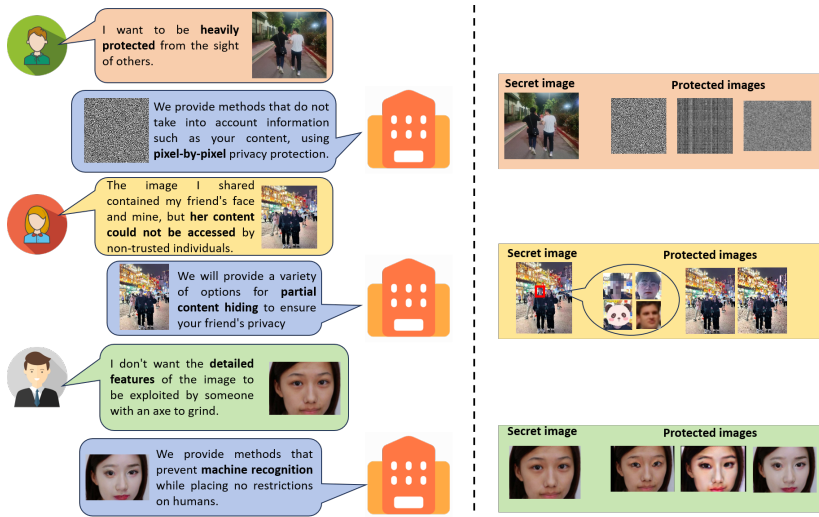 I want to be heavily
protected from the sight
of others.
We provide methods that do not
take into account information
such as your content, using
pixel-by-pixel privacy protection.
The image I shared
contained my friend's face
and mine, but her content
could not be accessed by
non-trusted individuals.
We will provide a variety
of options for partial
content hiding to ensure
your friend's privacy
I don't want the detailed
features of the image to
be exploited by someone
with an axe to grind.
We provide methods that
prevent machine recognition
while placing no restrictions
on humans.
Secret image
Protected images
Secret image
Protected images
Secret image
Protected images